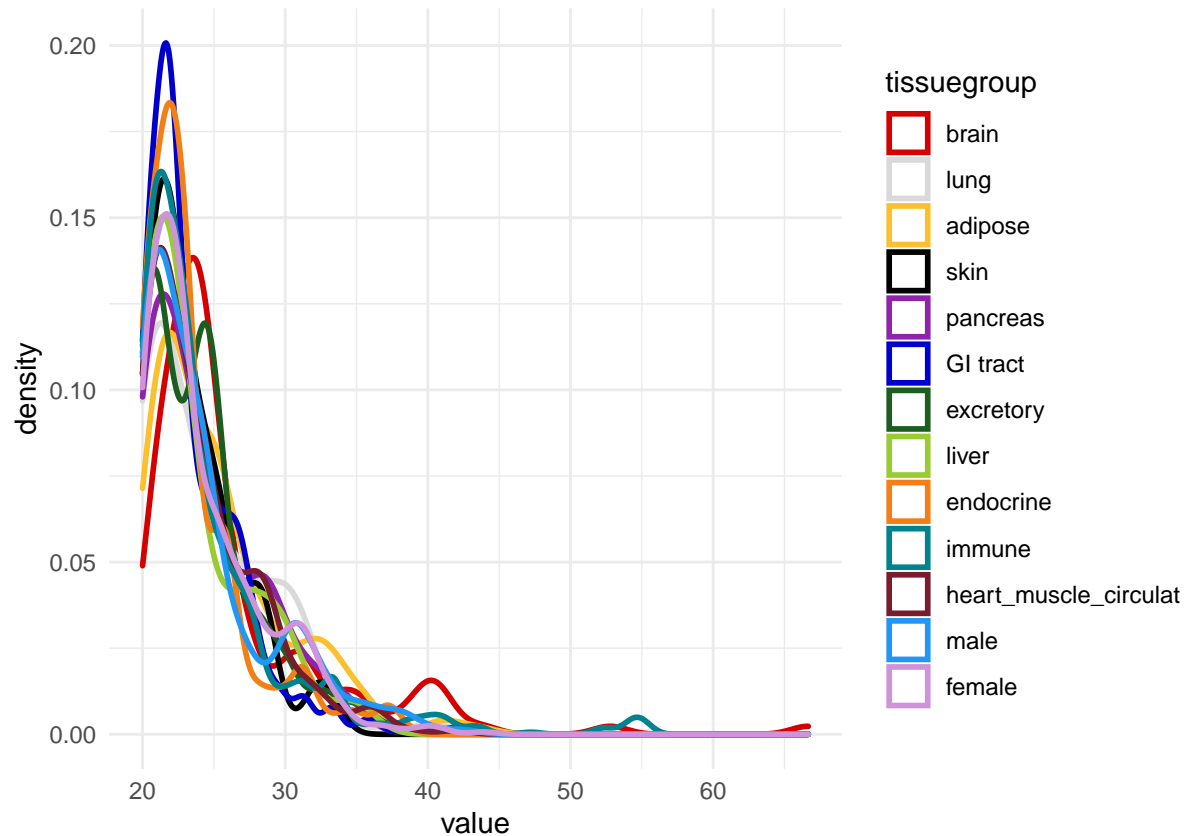 0.20
0.15
0.10
0.05
0.00
density
20
30
40
50
60
value
tissuegroup
brain
lung
adipose
skin
pancreas
GI tract
excretory
liver
endocrine
immune
heart_muscle_circulat
male
female